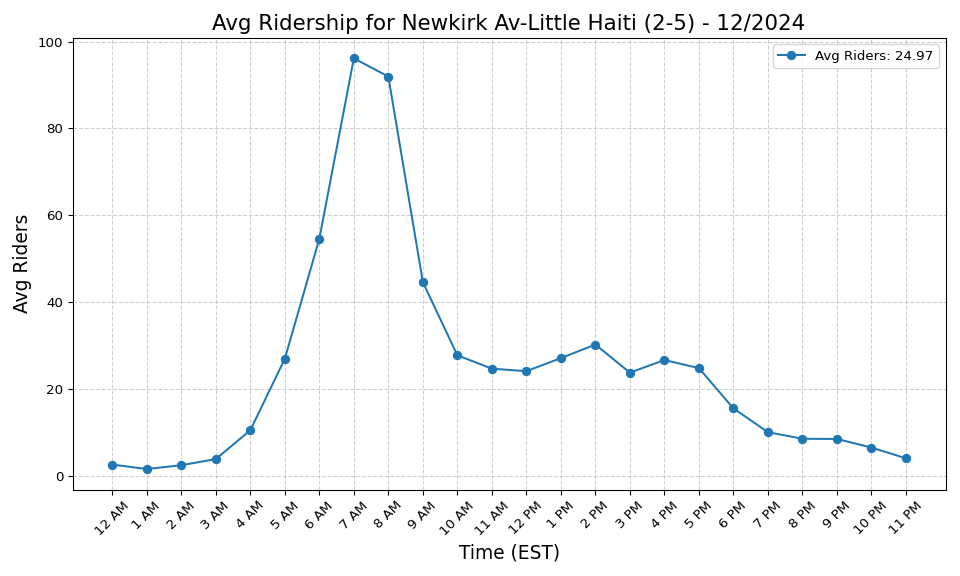 Avg Ridership for Newkirk Av-Little Haiti (2-5) - 12/2024
Avg Riders: 24.97
Avg Riders
100
80
60
40
20
0
12 AM
1 AM
2 AM
3 AM
4 AM
5 AM
6 AM
7 AM
8 AM
9 AM
10 AM
11 AM
12 PM
1 PM
2 PM
3 PM
4 PM
5 PM
6 PM
7 PM
8 PM
9 PM
10 PM
11 PM
Time (EST)